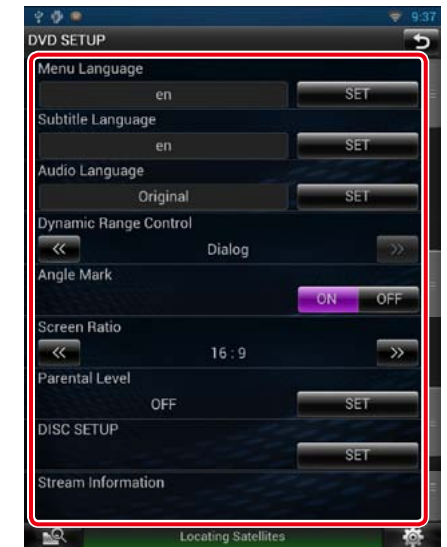 9:37
DVD SETUP
Menu Language
en SET
Subtitle Language
en SET
Audio Language
Original SET
Dynamic Range Control
Dialog
Angle Mark
ON OFF
Screen Ratio
16 : 9
Parental Level
OFF SET
DISC SETUP
SET
Stream Information
Locating Satellites